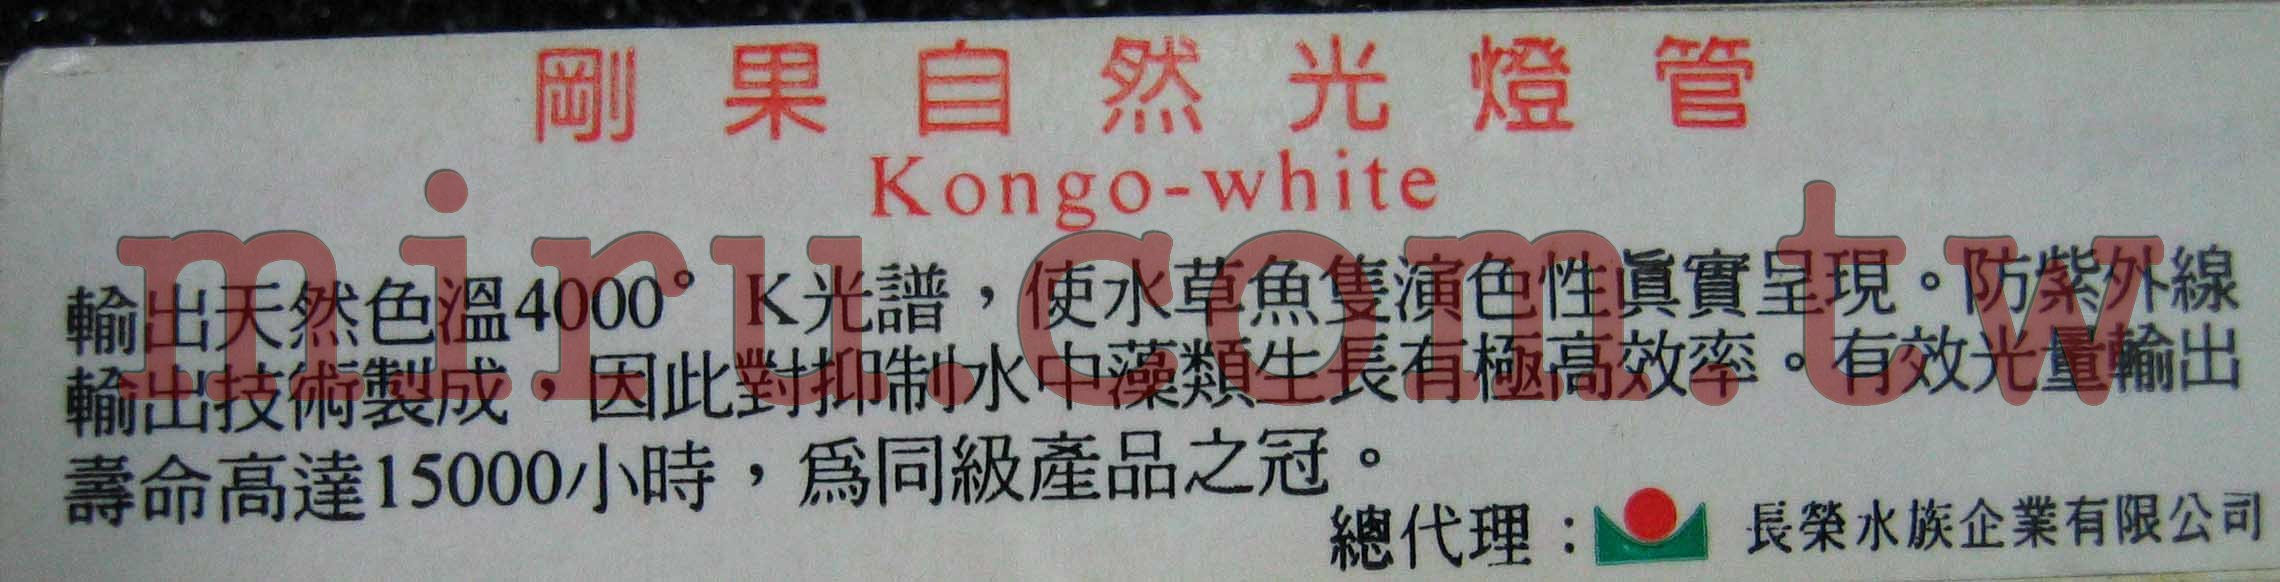 剛果自然光燈管
Kongo-white
miru.com.tw
輸出天然色溫4000°K光譜，使水草魚隻演色性眞實呈現。防紫外線
輸出技術製成，因此對抑制水中藻類生長有極高效率。有效光量輸出
壽命高達15000小時，爲同級產品之冠。
總代理：長榮水族企業有限公司